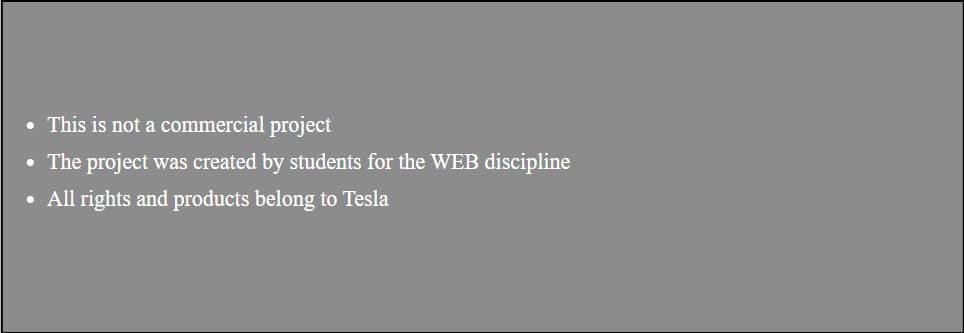 This is not a commercial project
The project was created by students for the WEB discipline
All rights and products belong to Tesla